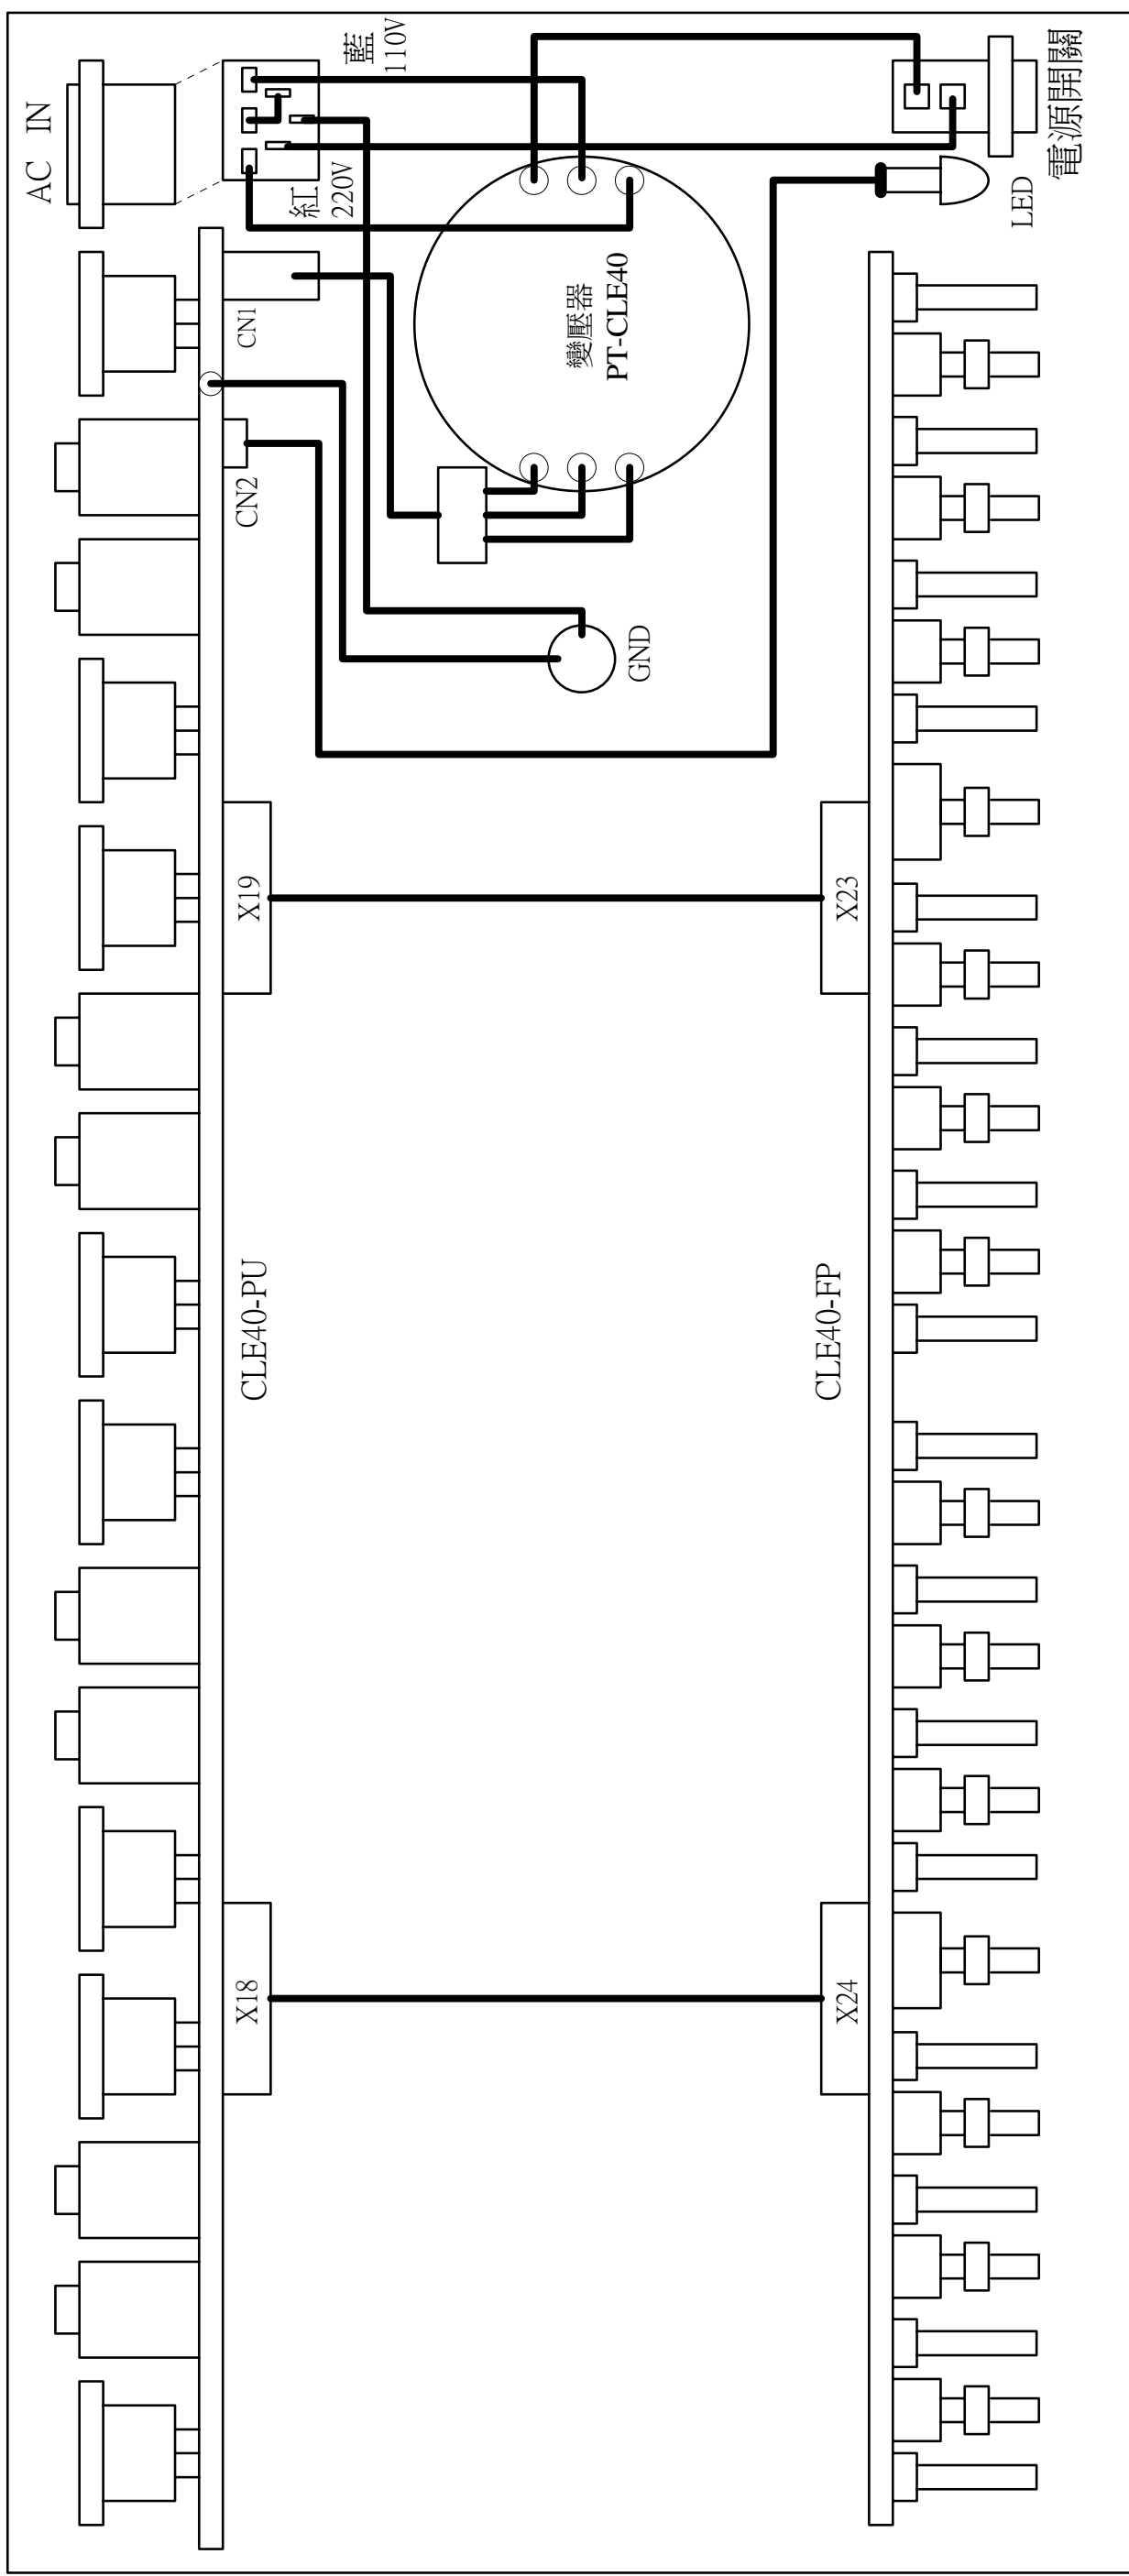 AC IN
藍
110V
紅
220V
CN1
CN2
變壓器
PT-CLE40
GND
電源開關
LED
X19
X23
CLE40-PU
CLE40-FP
X18
X24